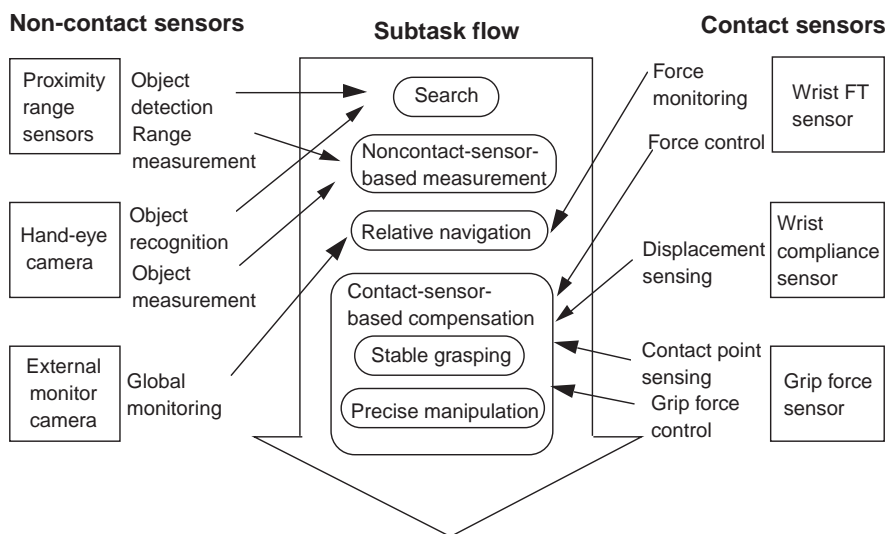 Non-contact sensors
Subtask flow
Contact sensors
Proximity
range
sensors
Object
detection
Range
measurement
Hand-eye
camera
Object
recognition
Object
measurement
External
monitor
camera
Global
monitoring
Search
Noncontact-sensor-
based measurement
Relative navigation
Contact-sensor-
based compensation
Stable grasping
Precise manipulation
Force
monitoring
Force control
Wrist FT
sensor
Displacement
sensing
Wrist
compliance
sensor
Contact point
sensing
Grip force
control
Grip force
sensor